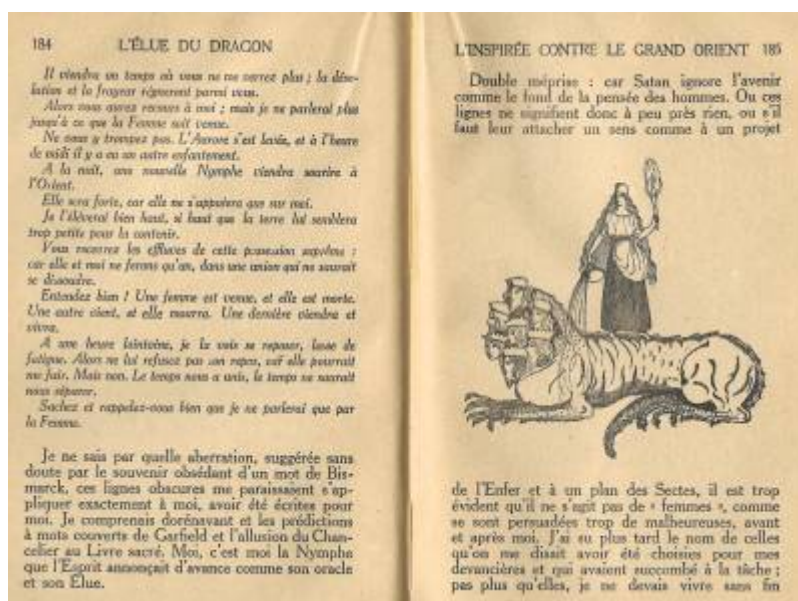 184 L'ÉLUE DU DRAGON
Il viendra un temps où vous ne me verrez plus ; la déso-
lation et la frayeur régneront parmi vous.
Alors vous aurez recours à moi ; mais je ne parlerai plus
jusqu'à ce que la Femme soit venue.
Ne vous y trompez pas. L'Aurore s'est levée, et à l'heure
de midi il y a eu un autre enfantement.
A la nuit, une nouvelle Nymphe viendra sourire à
l'Orient.
Elle sera forte, car elle ne s'appuiera que sur moi.
Je l'élèverai bien haut, si haut que la terre lui semblera
trop petite pour la contenir.
Vous recevrez les effluves de cette possession suprême :
car elle et moi ne ferons qu'un, dans une union qui ne saurait
se dissoudre.
Entendez bien ! Une femme est venue, et elle est morte.
Une autre vient, et elle mourra. Une dernière viendra et
vivra.
A une heure lointaine, je la vois se reposer, lasse de
fatigue. Alors ne lui refusez pas son repos, car elle pourrait
me fuir. Mais non. Le temps nous a unis, le temps ne saurait
nous séparer.
Sachez et rappelez-vous bien que je ne parlerai que par
la Femme.
Je ne sais par quelle aberration, suggérée sans
doute par le souvenir obsédant d'un mot de Bis-
marck, ces lignes obscures me paraissaient s'ap-
pliquer exactement à moi, avoir été écrites pour
moi. Je comprenais dorénavant et les prédictions
à mots couverts de Garfield et l'allusion du Chan-
celier au Livre sacré. Moi, c'est moi la Nymphe
que l'Esprit annonçait d'avance comme son oracle
et son Élue.
L'INSPIRÉE CONTRE LE GRAND ORIENT 185
Double méprise : car Satan ignore l'avenir
comme le fond de la pensée des hommes. Ou ces
lignes ne signifient donc à peu près rien, ou s'il
faut leur attacher un sens comme à un projet
de l'Enfer et à un plan des Sectes, il est trop
évident qu'il ne s'agit pas de « femmes », comme
se sont persuadées trop de malheureuses, avant
et après moi. J'ai su plus tard le nom de celles
qu'on me disait avoir été choisies pour mes
devancières et qui avaient succombé à la tâche ;
pas plus qu'elles, je ne devais vivre sans fin